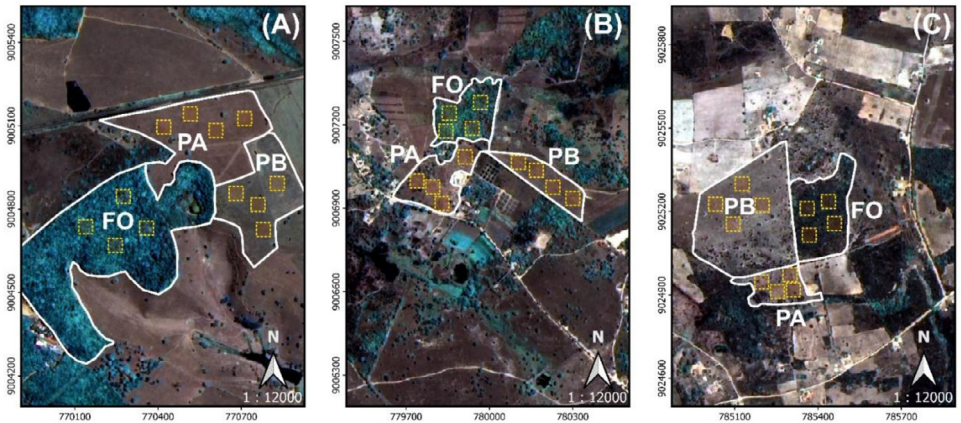 (A)
9005400
9005100
9004800
9004500
9004200
PA
PB
FO
N
1 : 12000
770100
770400
770700
(B)
9007500
9007200
9006900
9006600
9006300
FO
PA
PB
N
1 : 12000
779700
780000
780300
(C)
9025800
9025500
9025200
9024900
9024600
PB
FO
PA
N
1 : 12000
785100
785400
785700